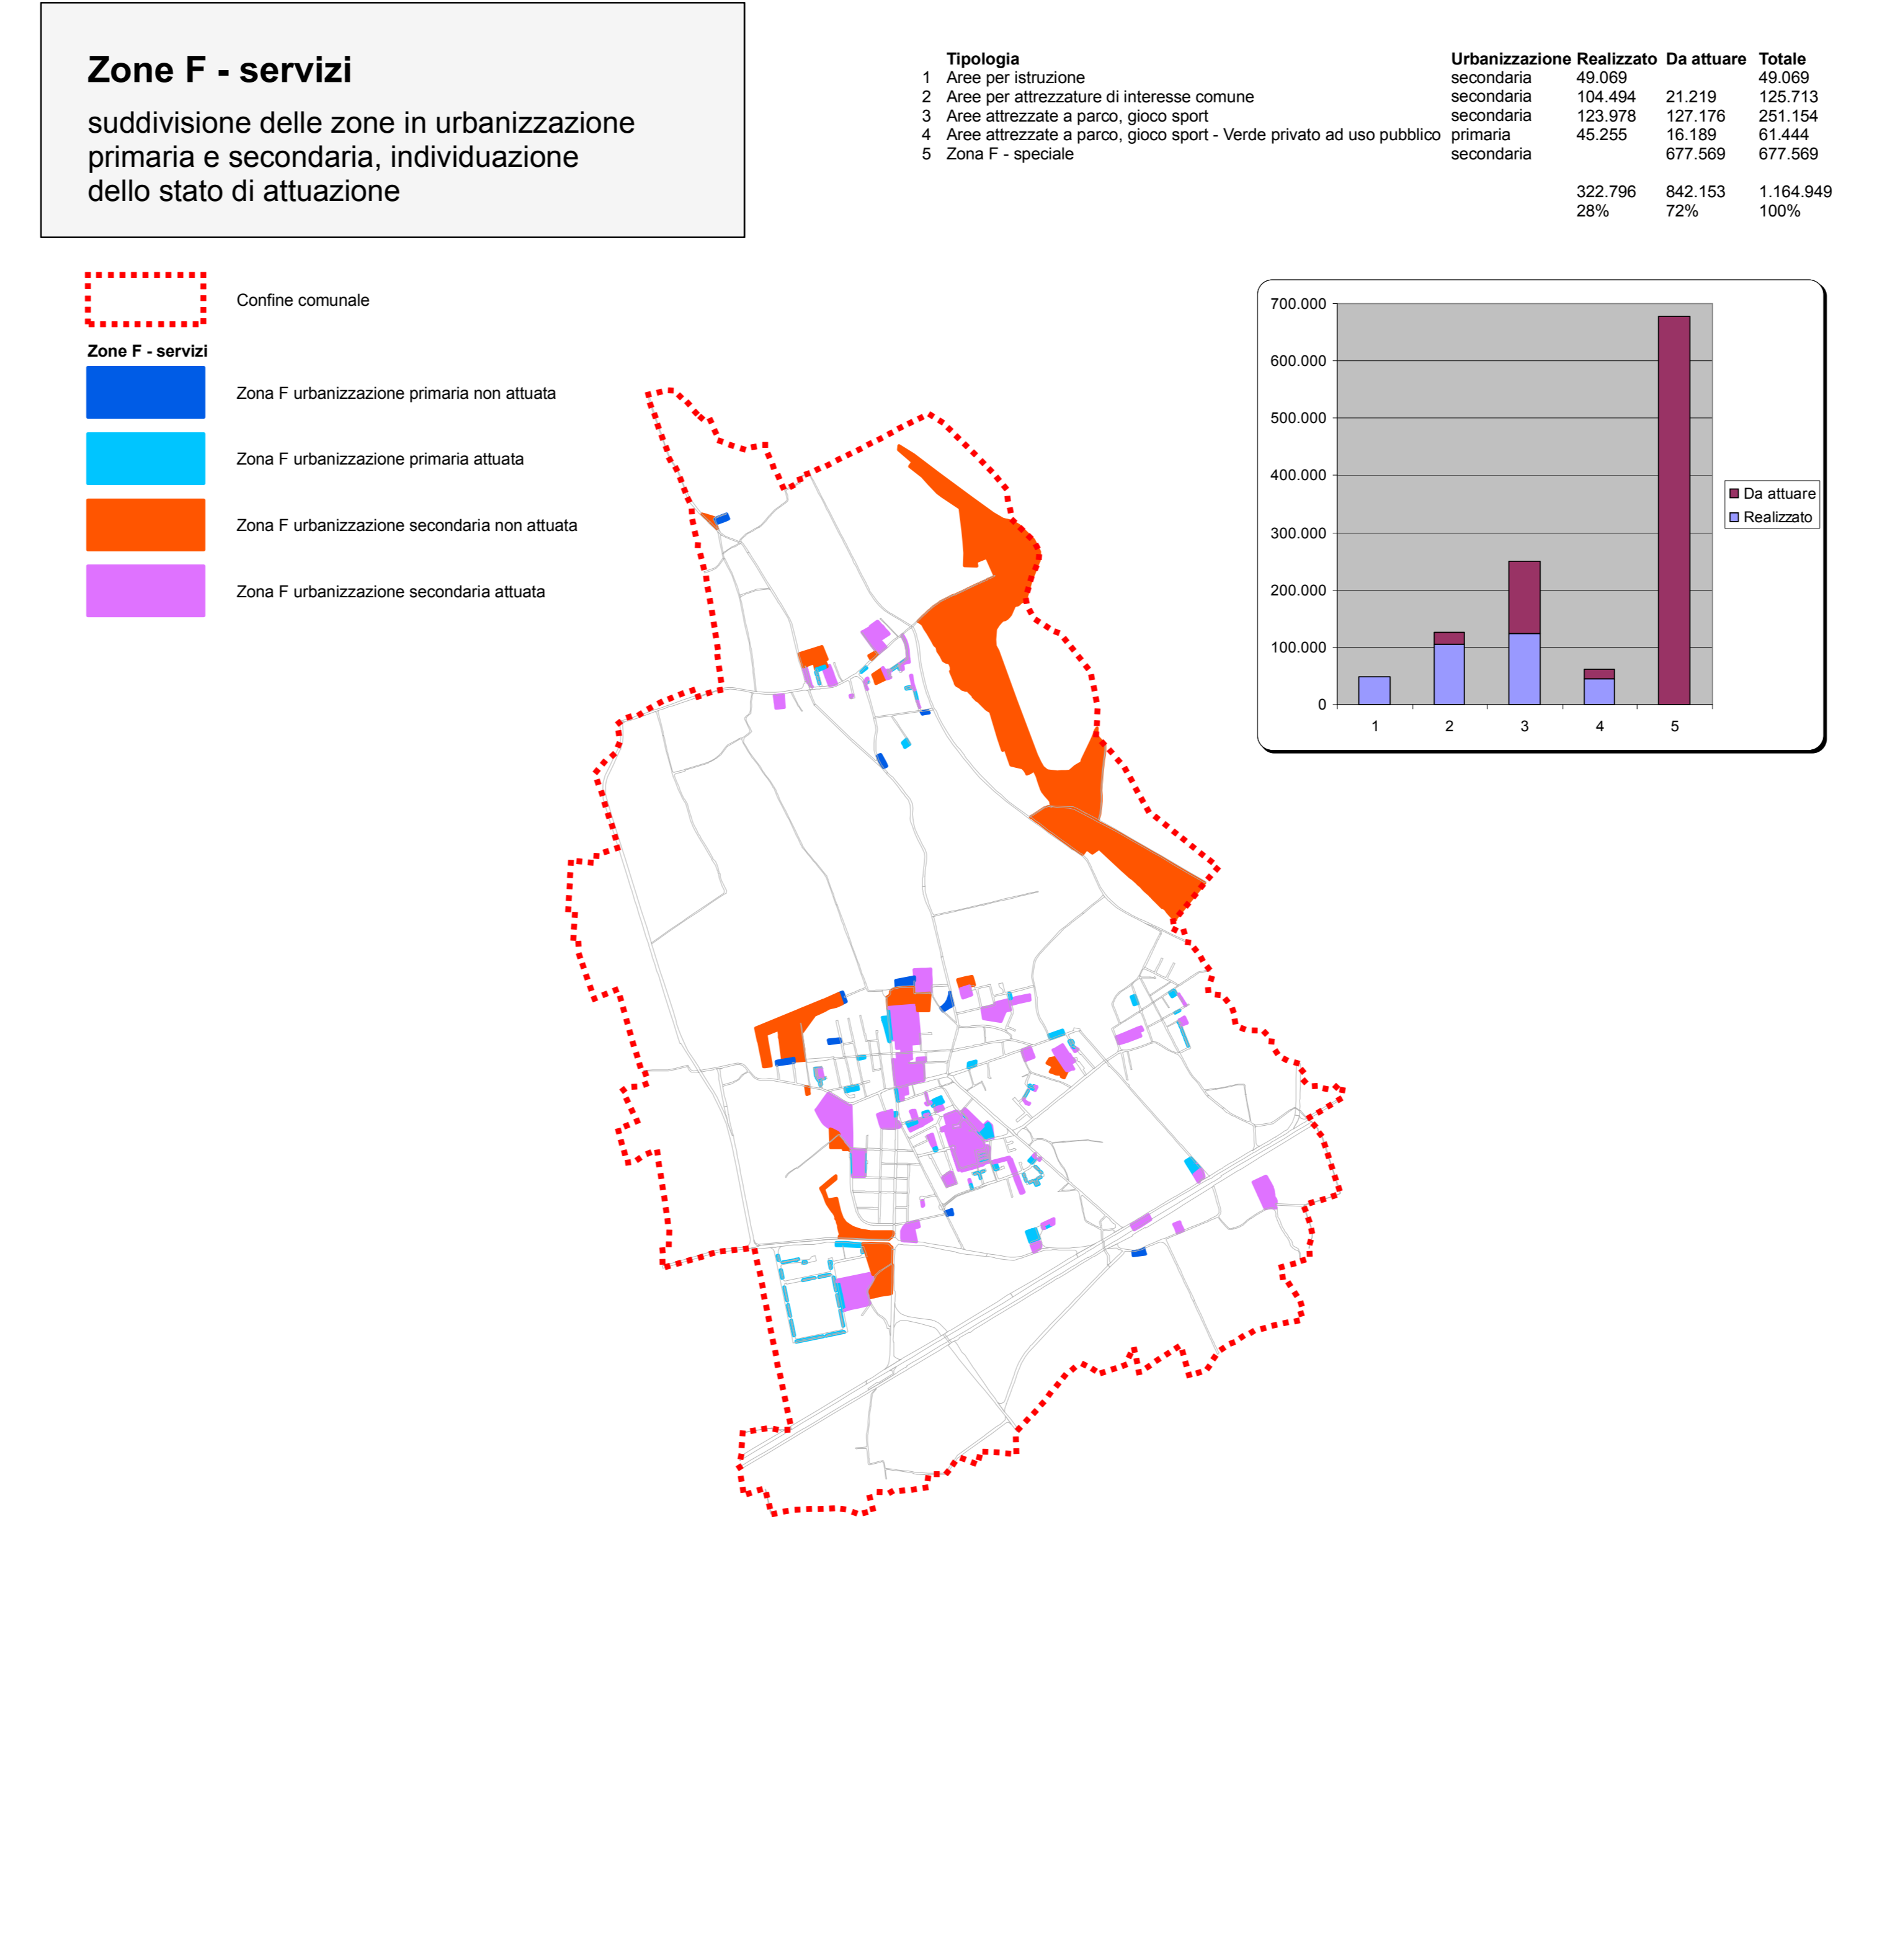 Zone F - servizi
suddivisione delle zone in urbanizzazione
primaria e secondaria, individuazione
dello stato di attuazione
Tipologia Urbanizzazione Realizzato Da attuare Totale
1 Aree per istruzione secondaria 49.069 49.069
2 Aree per attrezzature di interesse comune secondaria 104.494 21.219 125.713
3 Aree attrezzate a parco, gioco sport secondaria 123.978 127.176 251.154
4 Aree attrezzate a parco, gioco sport - Verde privato ad uso pubblico primaria 45.255 16.189 61.444
5 Zona F - speciale secondaria 677.569 677.569
322.796 842.153 1.164.949
28% 72% 100%
Confine comunale
Zone F - servizi
Zona F urbanizzazione primaria non attuata
Zona F urbanizzazione primaria attuata
Zona F urbanizzazione secondaria non attuata
Zona F urbanizzazione secondaria attuata
700.000
600.000
500.000
400.000
300.000
200.000
100.000
0
1 2 3 4 5
Da attuare
Realizzato